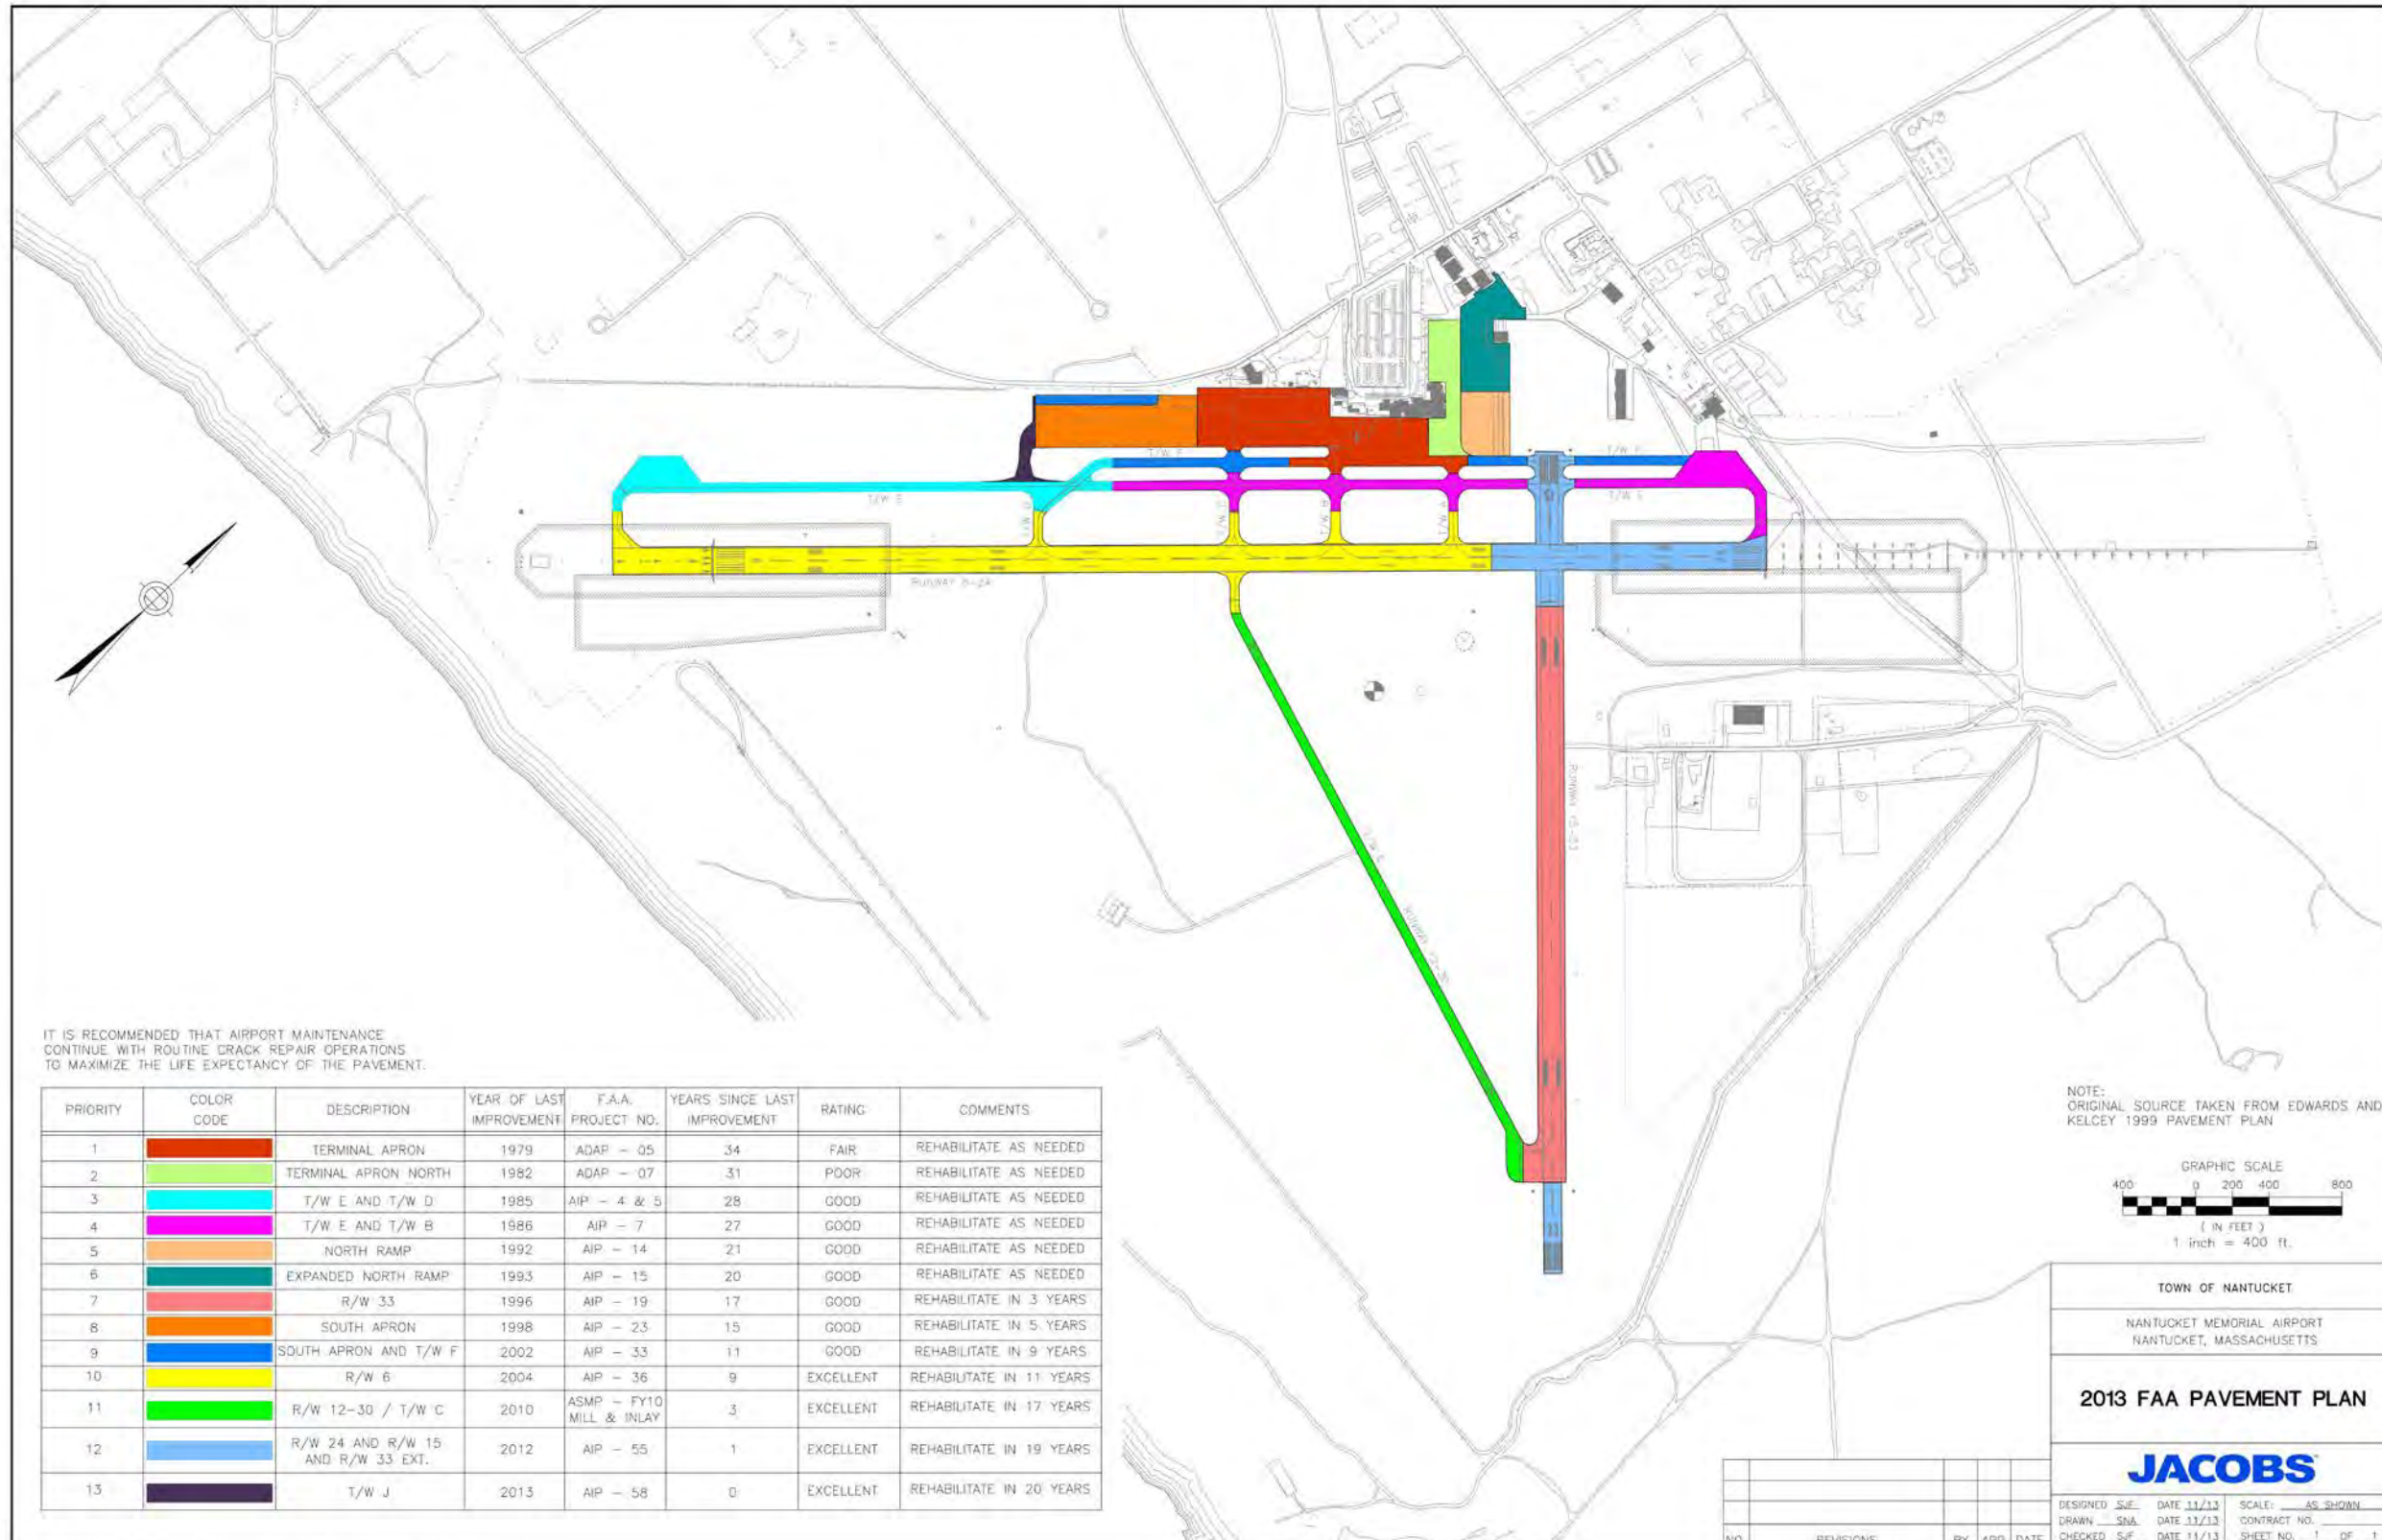 T/W F
T/W F
T/W E
T/W E
RUNWAY 6-24
RUNWAY 15-33
RUNWAY 12-30
IT IS RECOMMENDED THAT AIRPORT MAINTENANCE
CONTINUE WITH ROUTINE CRACK REPAIR OPERATIONS
TO MAXIMIZE THE LIFE EXPECTANCY OF THE PAVEMENT.
PRIORITY COLOR CODE DESCRIPTION YEAR OF LAST IMPROVEMENT F.A.A. PROJECT NO. YEARS SINCE LAST IMPROVEMENT RATING COMMENTS
1 TERMINAL APRON 1979 ADAP - 05 34 FAIR REHABILITATE AS NEEDED
2 TERMINAL APRON NORTH 1982 ADAP - 07 31 POOR REHABILITATE AS NEEDED
3 T/W E AND T/W D 1985 AIP - 4 & 5 28 GOOD REHABILITATE AS NEEDED
4 T/W E AND T/W B 1986 AIP - 7 27 GOOD REHABILITATE AS NEEDED
5 NORTH RAMP 1992 AIP - 14 21 GOOD REHABILITATE AS NEEDED
6 EXPANDED NORTH RAMP 1993 AIP - 15 20 GOOD REHABILITATE AS NEEDED
7 R/W 33 1996 AIP - 19 17 GOOD REHABILITATE IN 3 YEARS
8 SOUTH APRON 1998 AIP - 23 15 GOOD REHABILITATE IN 5 YEARS
9 SOUTH APRON AND T/W F 2002 AIP - 33 11 GOOD REHABILITATE IN 9 YEARS
10 R/W 6 2004 AIP - 36 9 EXCELLENT REHABILITATE IN 11 YEARS
11 R/W 12-30 / T/W C 2010 ASMP - FY10 MILL & INLAY 3 EXCELLENT REHABILITATE IN 17 YEARS
12 R/W 24 AND R/W 15 AND R/W 33 EXT. 2012 AIP - 55 1 EXCELLENT REHABILITATE IN 19 YEARS
13 T/W J 2013 AIP - 58 0 EXCELLENT REHABILITATE IN 20 YEARS
NOTE:
ORIGINAL SOURCE TAKEN FROM EDWARDS AND
KELCEY 1999 PAVEMENT PLAN
GRAPHIC SCALE
400 0 200 400 800
( IN FEET )
1 inch = 400 ft.
TOWN OF NANTUCKET
NANTUCKET MEMORIAL AIRPORT
NANTUCKET, MASSACHUSETTS
2013 FAA PAVEMENT PLAN
JACOBS
DESIGNED SJF DATE 11/13 SCALE: AS SHOWN
DRAWN SNA DATE 11/13 CONTRACT NO.
CHECKED SJF DATE 11/13 SHEET NO. 1 OF 1
NO. REVISIONS BY APP DATE